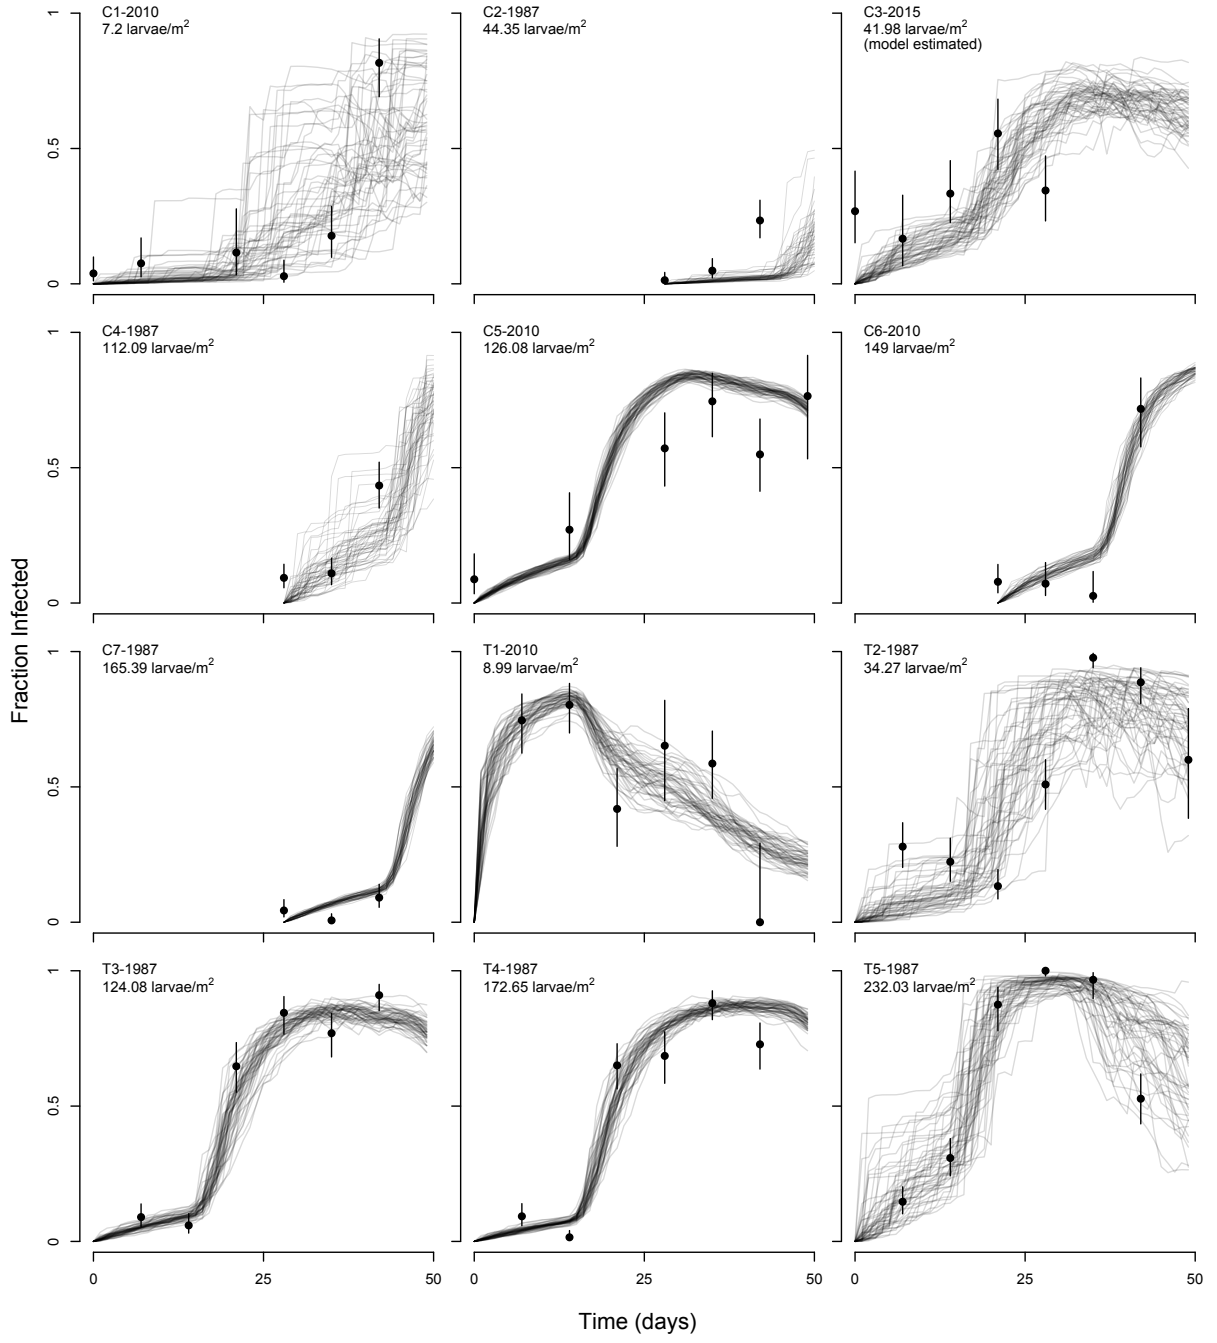 C1-2010
7.2 larvae/m²
C2-1987
44.35 larvae/m²
C3-2015
41.98 larvae/m²
(model estimated)
0
0.5
1
C4-1987
112.09 larvae/m²
C5-2010
126.08 larvae/m²
C6-2010
149 larvae/m²
0
0.5
1
C7-1987
165.39 larvae/m²
T1-2010
8.99 larvae/m²
T2-1987
34.27 larvae/m²
0
0.5
1
T3-1987
124.08 larvae/m²
T4-1987
172.65 larvae/m²
T5-1987
232.03 larvae/m²
0
0.5
1
0 25 50
0 25 50
0 25 50
Fraction Infected
Time (days)